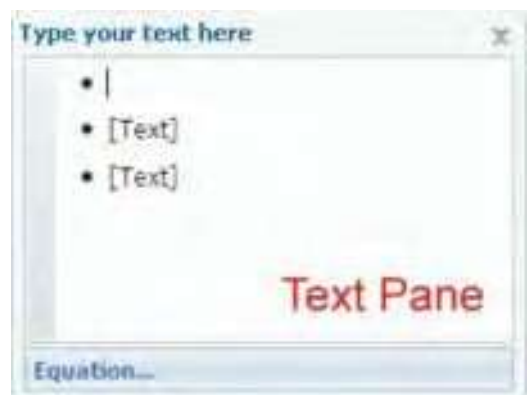 Type your text here
• |
• [Text]
• [Text]
Text Pane
Equation...